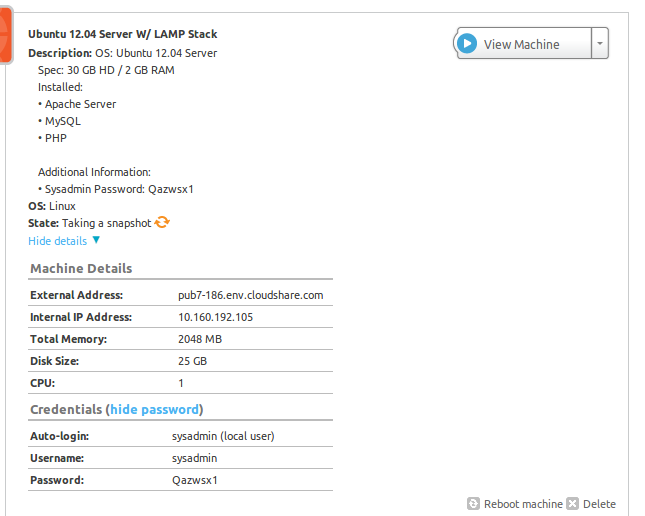 Ubuntu 12.04 Server W/ LAMP Stack
View Machine
Description: OS: Ubuntu 12.04 Server
Spec: 30 GB HD / 2 GB RAM
Installed:
• Apache Server
• MySQL
• PHP
Additional Information:
• Sysadmin Password: Qazwsx1
OS: Linux
State: Taking a snapshot
Hide details
Machine Details
External Address: pub7-186.env.cloudshare.com
Internal IP Address: 10.160.192.105
Total Memory: 2048 MB
Disk Size: 25 GB
CPU: 1
Credentials (hide password)
Auto-login: sysadmin (local user)
Username: sysadmin
Password: Qazwsx1
Reboot machine Delete